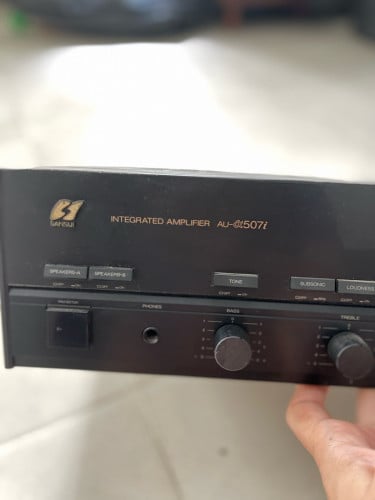 SANSUI
INTEGRATED AMPLIFIER AU-α507i
SPEAKERS-A SPEAKERS-B TONE SUBSONIC LOUDNESS
PHONES BASS TREBLE